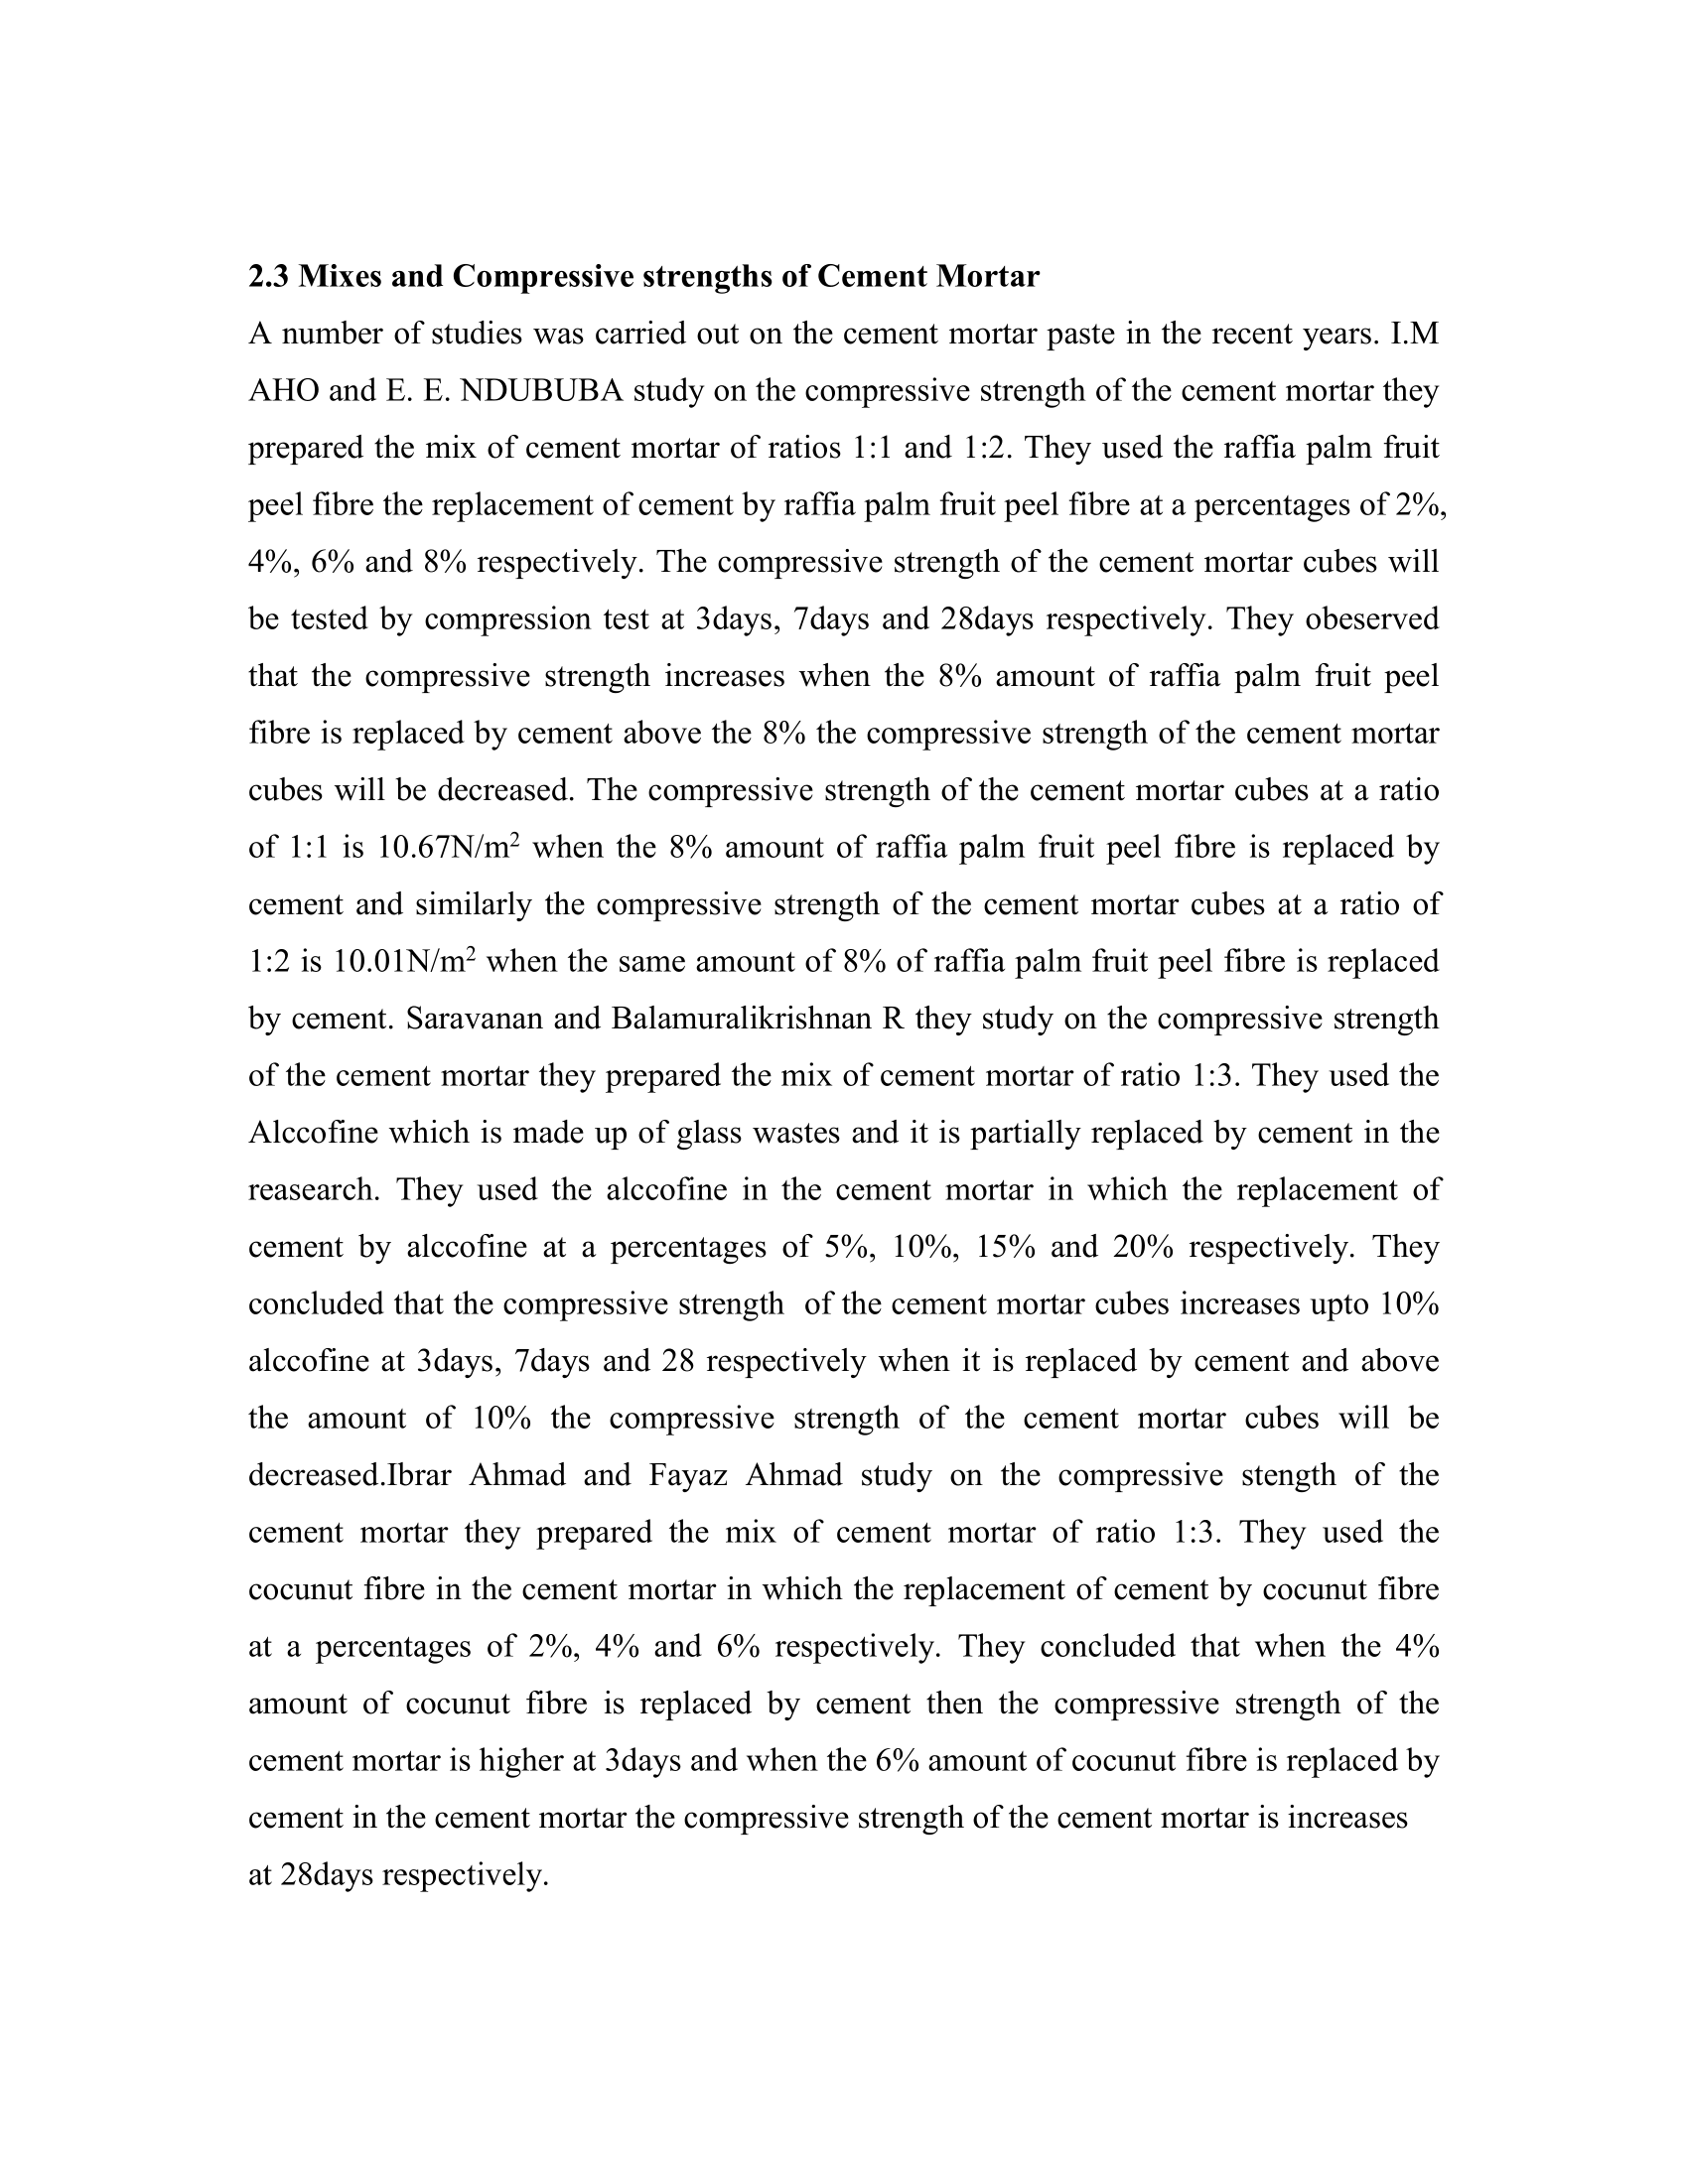 2.3 Mixes and Compressive strengths of Cement Mortar
A number of studies was carried out on the cement mortar paste in the recent years. I.M
AHO and E. E. NDUBUBA study on the compressive strength of the cement mortar they
prepared the mix of cement mortar of ratios 1:1 and 1:2. They used the raffia palm fruit
peel fibre the replacement of cement by raffia palm fruit peel fibre at a percentages of 2%,
4%, 6% and 8% respectively. The compressive strength of the cement mortar cubes will
be tested by compression test at 3days, 7days and 28days respectively. They obeserved
that the compressive strength increases when the 8% amount of raffia palm fruit peel
fibre is replaced by cement above the 8% the compressive strength of the cement mortar
cubes will be decreased. The compressive strength of the cement mortar cubes at a ratio
of 1:1 is 10.67N/m² when the 8% amount of raffia palm fruit peel fibre is replaced by
cement and similarly the compressive strength of the cement mortar cubes at a ratio of
1:2 is 10.01N/m² when the same amount of 8% of raffia palm fruit peel fibre is replaced
by cement. Saravanan and Balamuralikrishnan R they study on the compressive strength
of the cement mortar they prepared the mix of cement mortar of ratio 1:3. They used the
Alccofine which is made up of glass wastes and it is partially replaced by cement in the
reasearch. They used the alccofine in the cement mortar in which the replacement of
cement by alccofine at a percentages of 5%, 10%, 15% and 20% respectively. They
concluded that the compressive strength  of the cement mortar cubes increases upto 10%
alccofine at 3days, 7days and 28 respectively when it is replaced by cement and above
the amount of 10% the compressive strength of the cement mortar cubes will be
decreased.Ibrar Ahmad and Fayaz Ahmad study on the compressive stength of the
cement mortar they prepared the mix of cement mortar of ratio 1:3. They used the
cocunut fibre in the cement mortar in which the replacement of cement by cocunut fibre
at a percentages of 2%, 4% and 6% respectively. They concluded that when the 4%
amount of cocunut fibre is replaced by cement then the compressive strength of the
cement mortar is higher at 3days and when the 6% amount of cocunut fibre is replaced by
cement in the cement mortar the compressive strength of the cement mortar is increases
at 28days respectively.